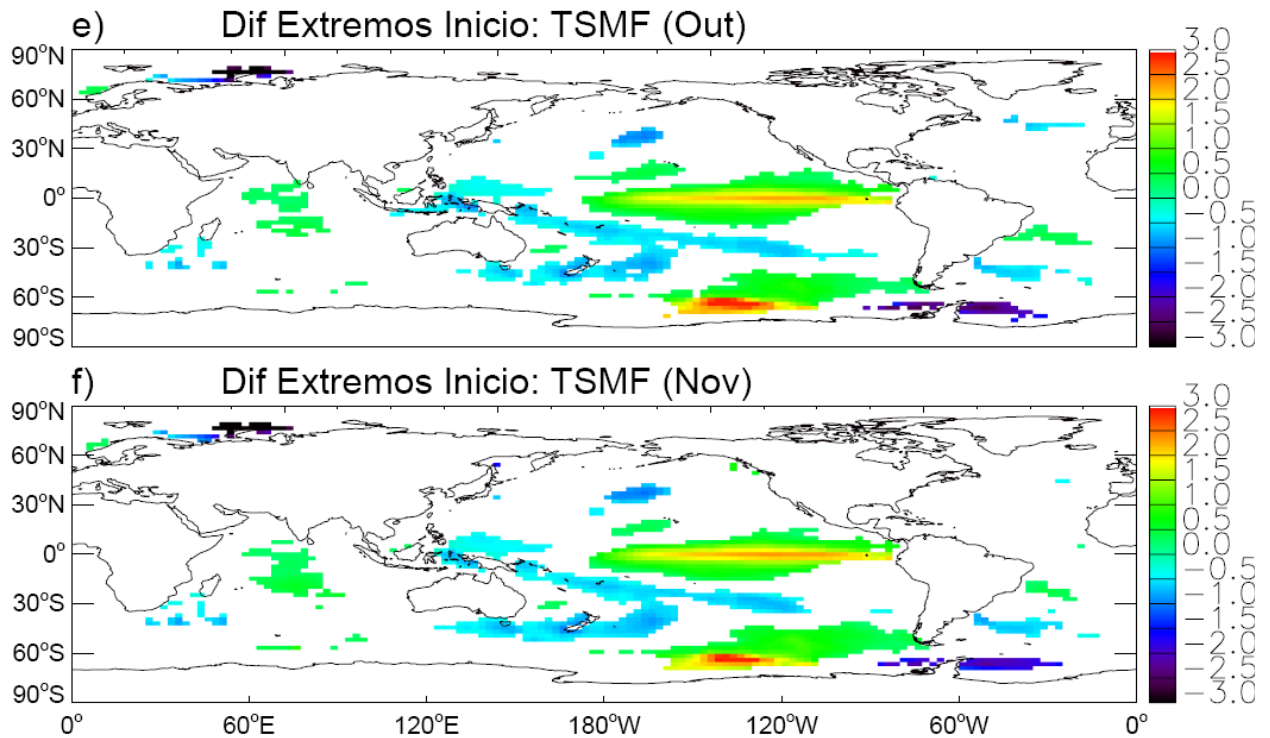 e) Dif Extremos Inicio: TSMF (Out)
90°N
60°N
30°N
0°
30°S
60°S
90°S
3.0
2.5
2.0
1.5
1.0
0.5
0.0
−0.5
−1.0
−1.5
−2.0
−2.5
−3.0
f) Dif Extremos Inicio: TSMF (Nov)
90°N
60°N
30°N
0°
30°S
60°S
90°S
3.0
2.5
2.0
1.5
1.0
0.5
0.0
−0.5
−1.0
−1.5
−2.0
−2.5
−3.0
0° 60°E 120°E 180°W 120°W 60°W 0°